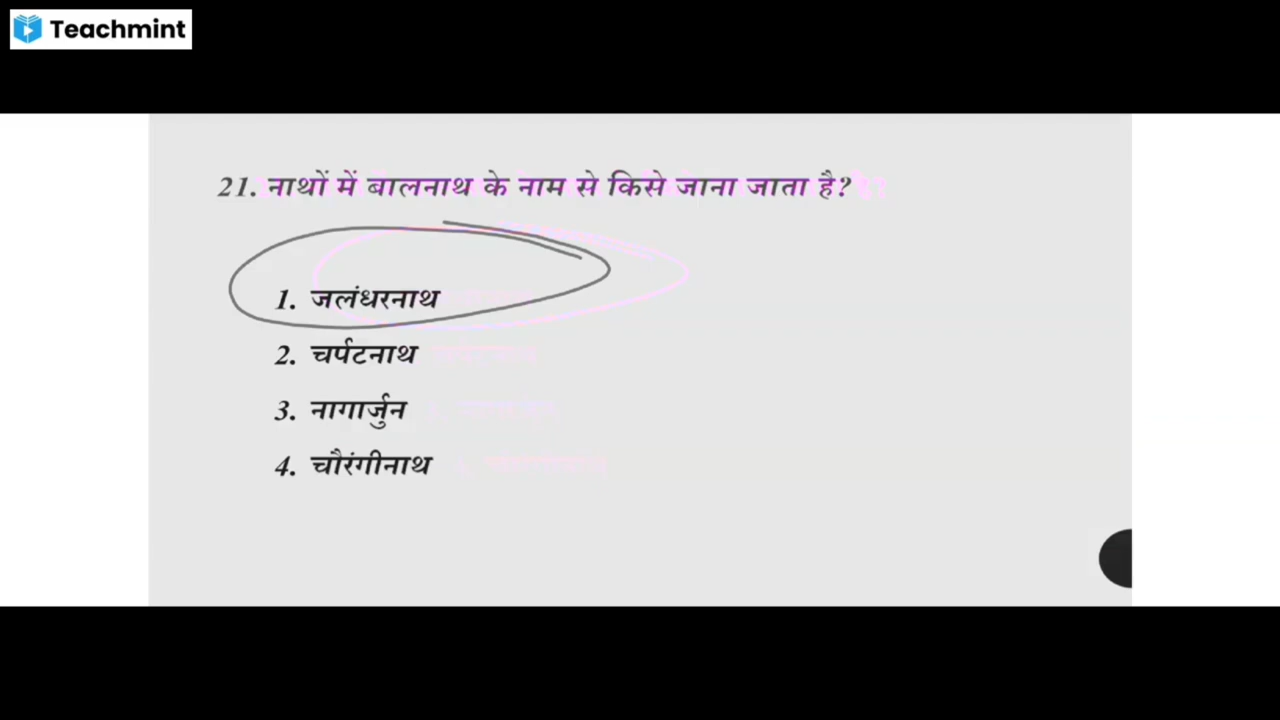 Teachmint
21. नाथों में बालनाथ के नाम से किसे जाना जाता है?
1. जलंधरनाथ
2. चर्पटनाथ
3. नागार्जुन
4. चौरंगीनाथ